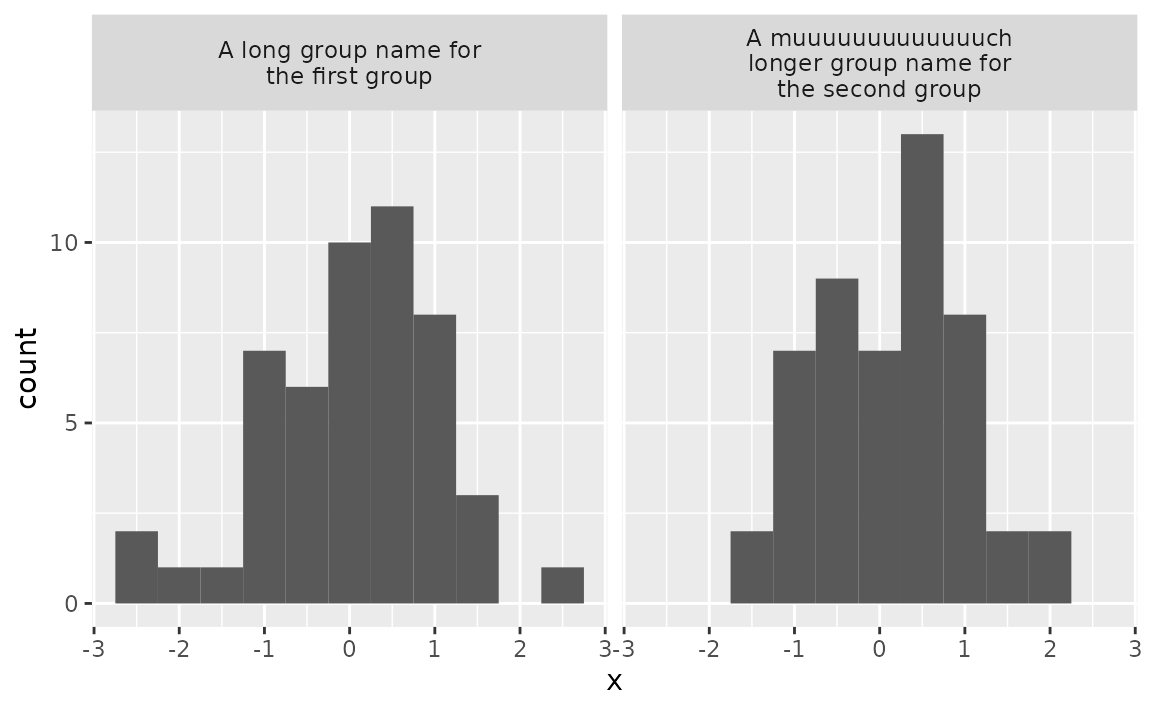 A long group name for
the first group
A muuuuuuuuuuuuuch
longer group name for
the second group
count
10
5
0
-3 -2 -1 0 1 2 3
-3 -2 -1 0 1 2 3
x